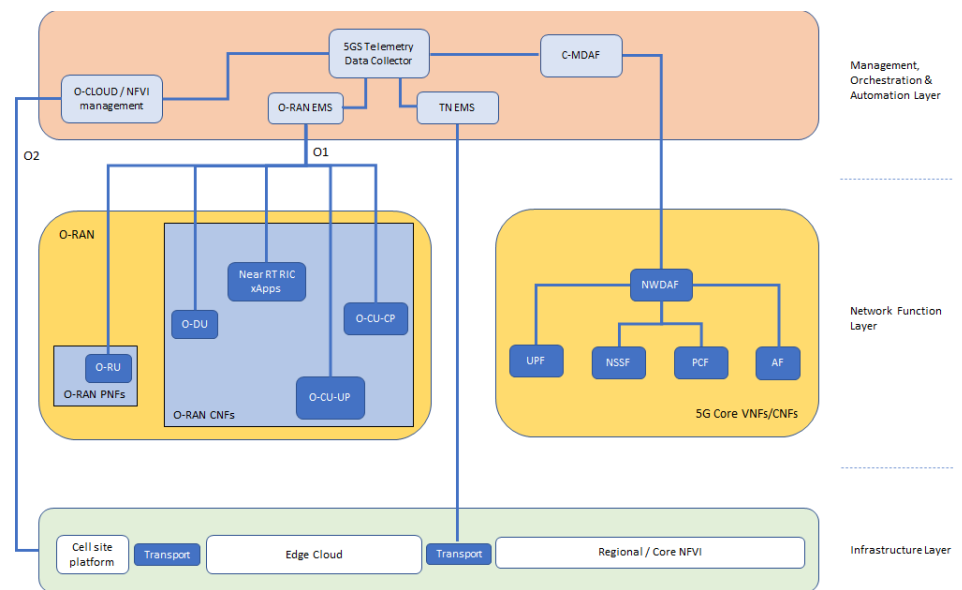 5GS Telemetry
Data Collector
C-MDAF
Management,
Orchestration &
Automation Layer
O-CLOUD / NFVI
management
O-RAN EMS
TN EMS
O2
O1
O-RAN
Near RT RIC
xApps
O-DU
O-CU-CP
O-RU
O-RAN PNFs
O-CU-UP
O-RAN CNFs
NWDAF
UPF
NSSF
PCF
AF
5G Core VNFs/CNFs
Network Function
Layer
Cell site
platform
Transport
Edge Cloud
Transport
Regional / Core NFVI
Infrastructure Layer